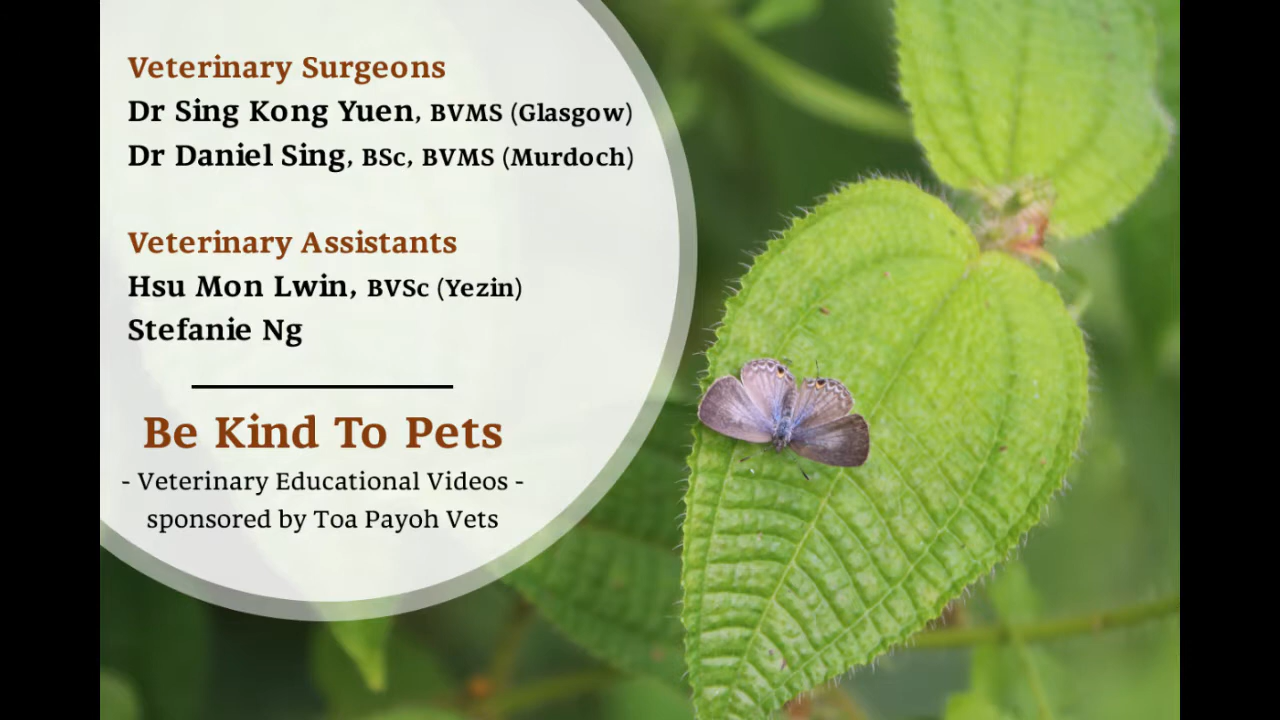 Veterinary Surgeons
Dr Sing Kong Yuen, BVMS (Glasgow)
Dr Daniel Sing, BSc, BVMS (Murdoch)
Veterinary Assistants
Hsu Mon Lwin, BVSc (Yezin)
Stefanie Ng
Be Kind To Pets
- Veterinary Educational Videos -
sponsored by Toa Payoh Vets